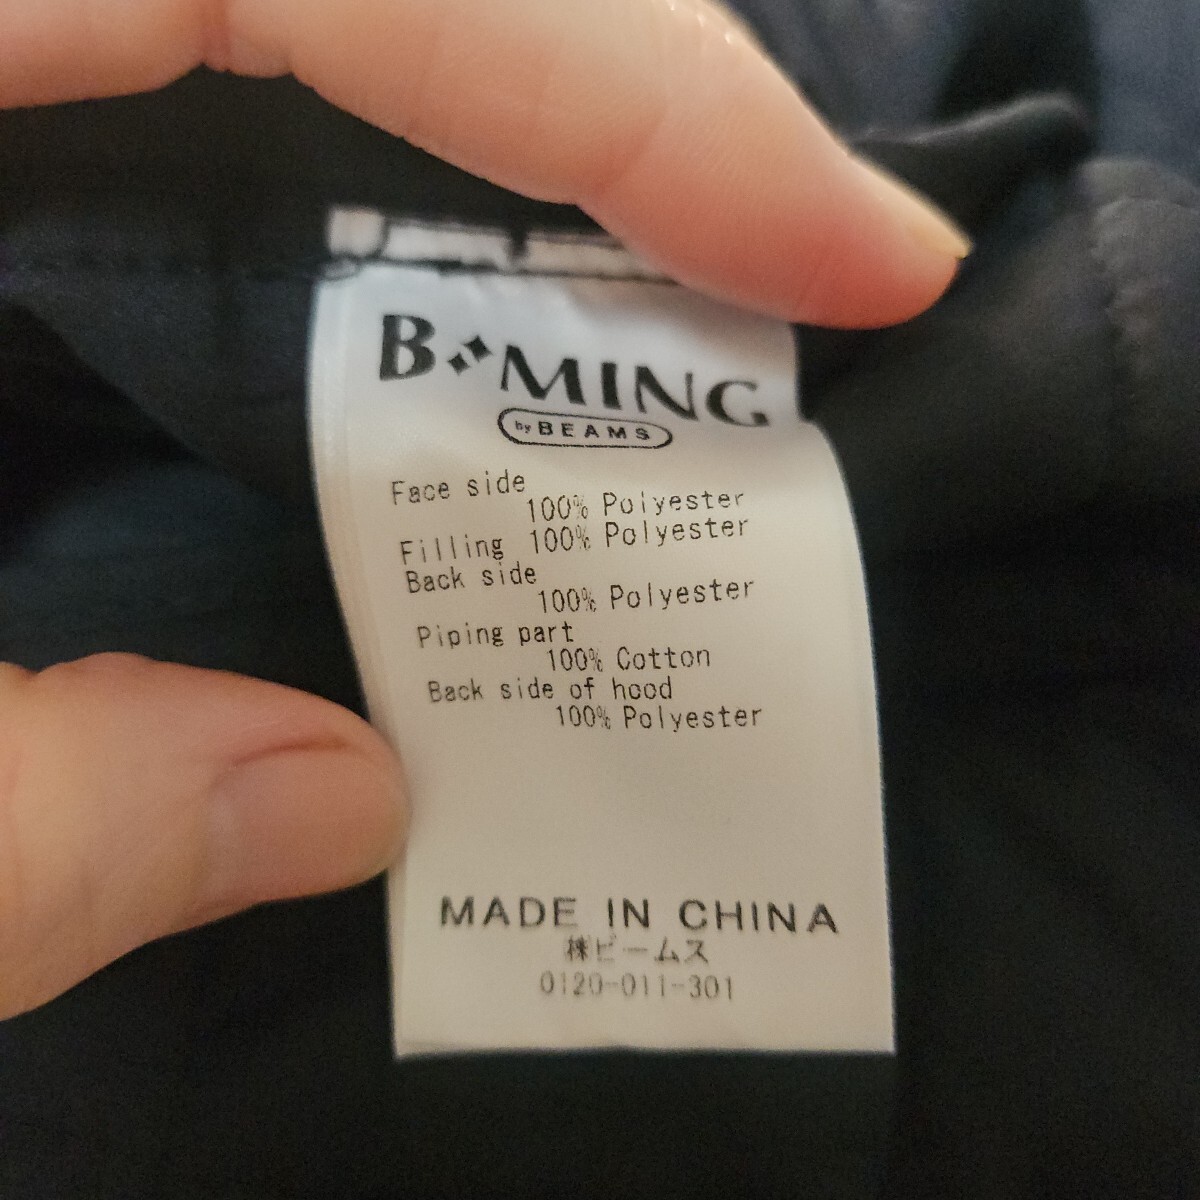 B MING
by BEAMS
Face side
100% Polyester
Filling 100% Polyester
Back side
100% Polyester
Piping part
100% Cotton
Back side of hood
100% Polyester
MADE IN CHINA
㈱ビームス
0120-011-301